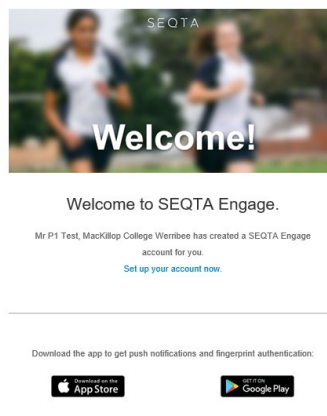 SEQTA
Welcome!
Welcome to SEQTA Engage.
Mr P1 Test, MacKillop College Werribee has created a SEQTA Engage
account for you.
Set up your account now.
Download the app to get push notifications and fingerprint authentication:
Download on the
App Store
GET IT ON
Google Play